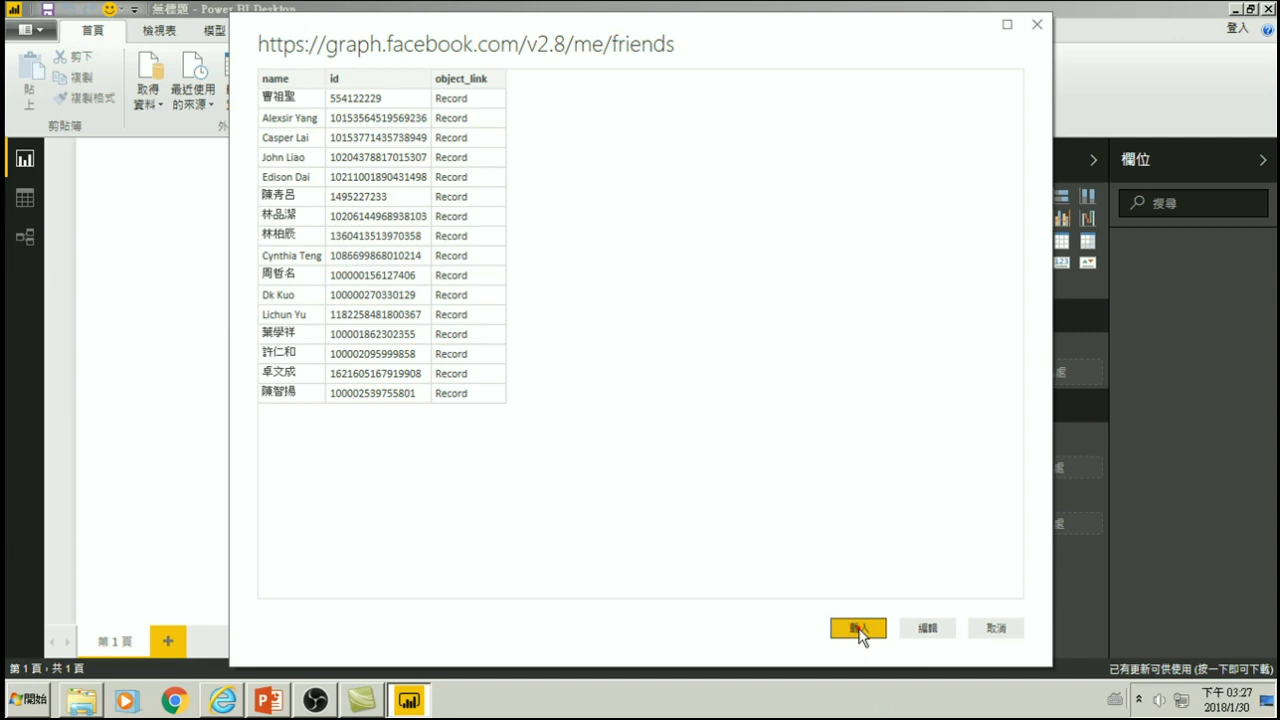 無標題 - Power BI Desktop
登入
首頁
檢視表
模型
剪下
複製
複製格式
貼上
取得資料
最近使用的來源
剪貼簿
外
https://graph.facebook.com/v2.8/me/friends
name id object_link
曹祖聖 554122229 Record
Alexsir Yang 10153564519569236 Record
Casper Lai 10153771435738949 Record
John Liao 10204378817015307 Record
Edison Dai 10211001890431498 Record
陳秀呂 1495227233 Record
林品潔 10206144968938103 Record
林柏辰 1360413513970358 Record
Cynthia Teng 1086699868010214 Record
周哲名 100000156127406 Record
Dk Kuo 100000270330129 Record
Lichun Yu 1182258481800367 Record
葉學祥 100001862302355 Record
許仁和 100002095999858 Record
卓文成 1621605167919908 Record
陳智揚 100002539755801 Record
欄位
搜尋
123
處
處
處
編輯
取消
第 1 頁
第 1 頁，共 1 頁
已有更新可供使用 (按一下即可下載)
開始
下午 03:27
2018/1/30